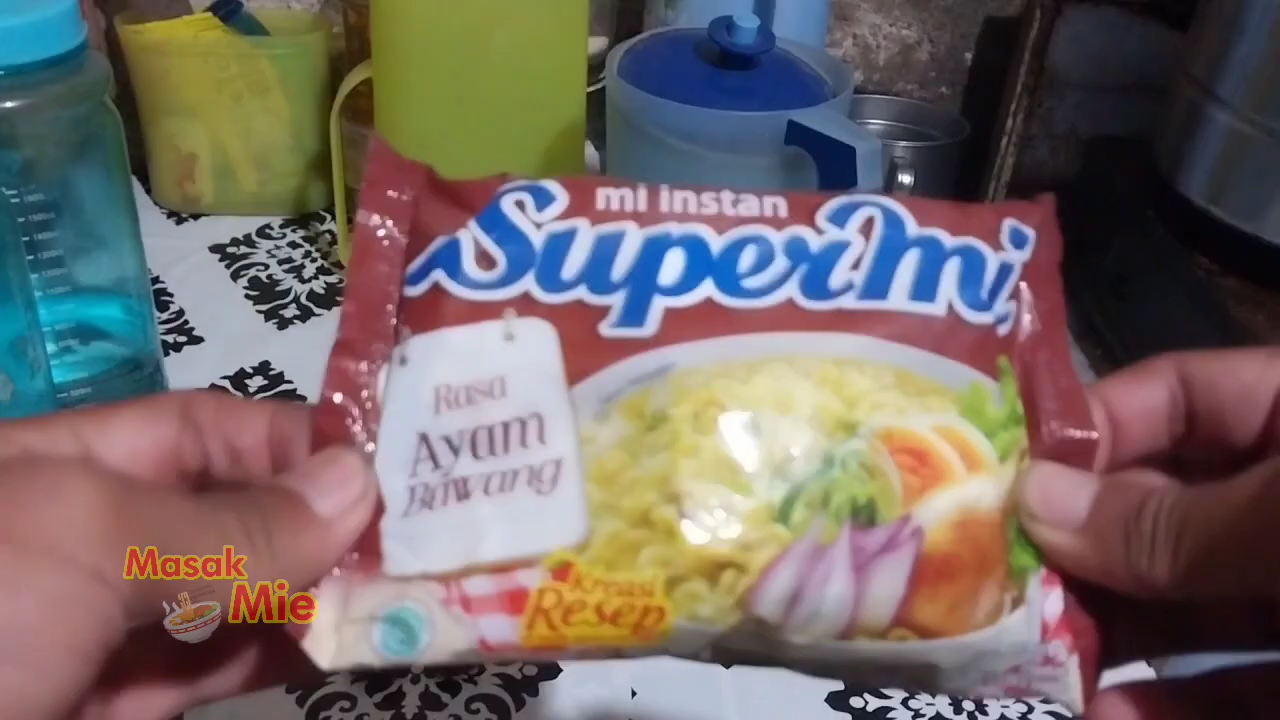 mi instan
SuperMi
Rasa
Ayam
Bawang
Kreasi
Resep
Masak
Mie